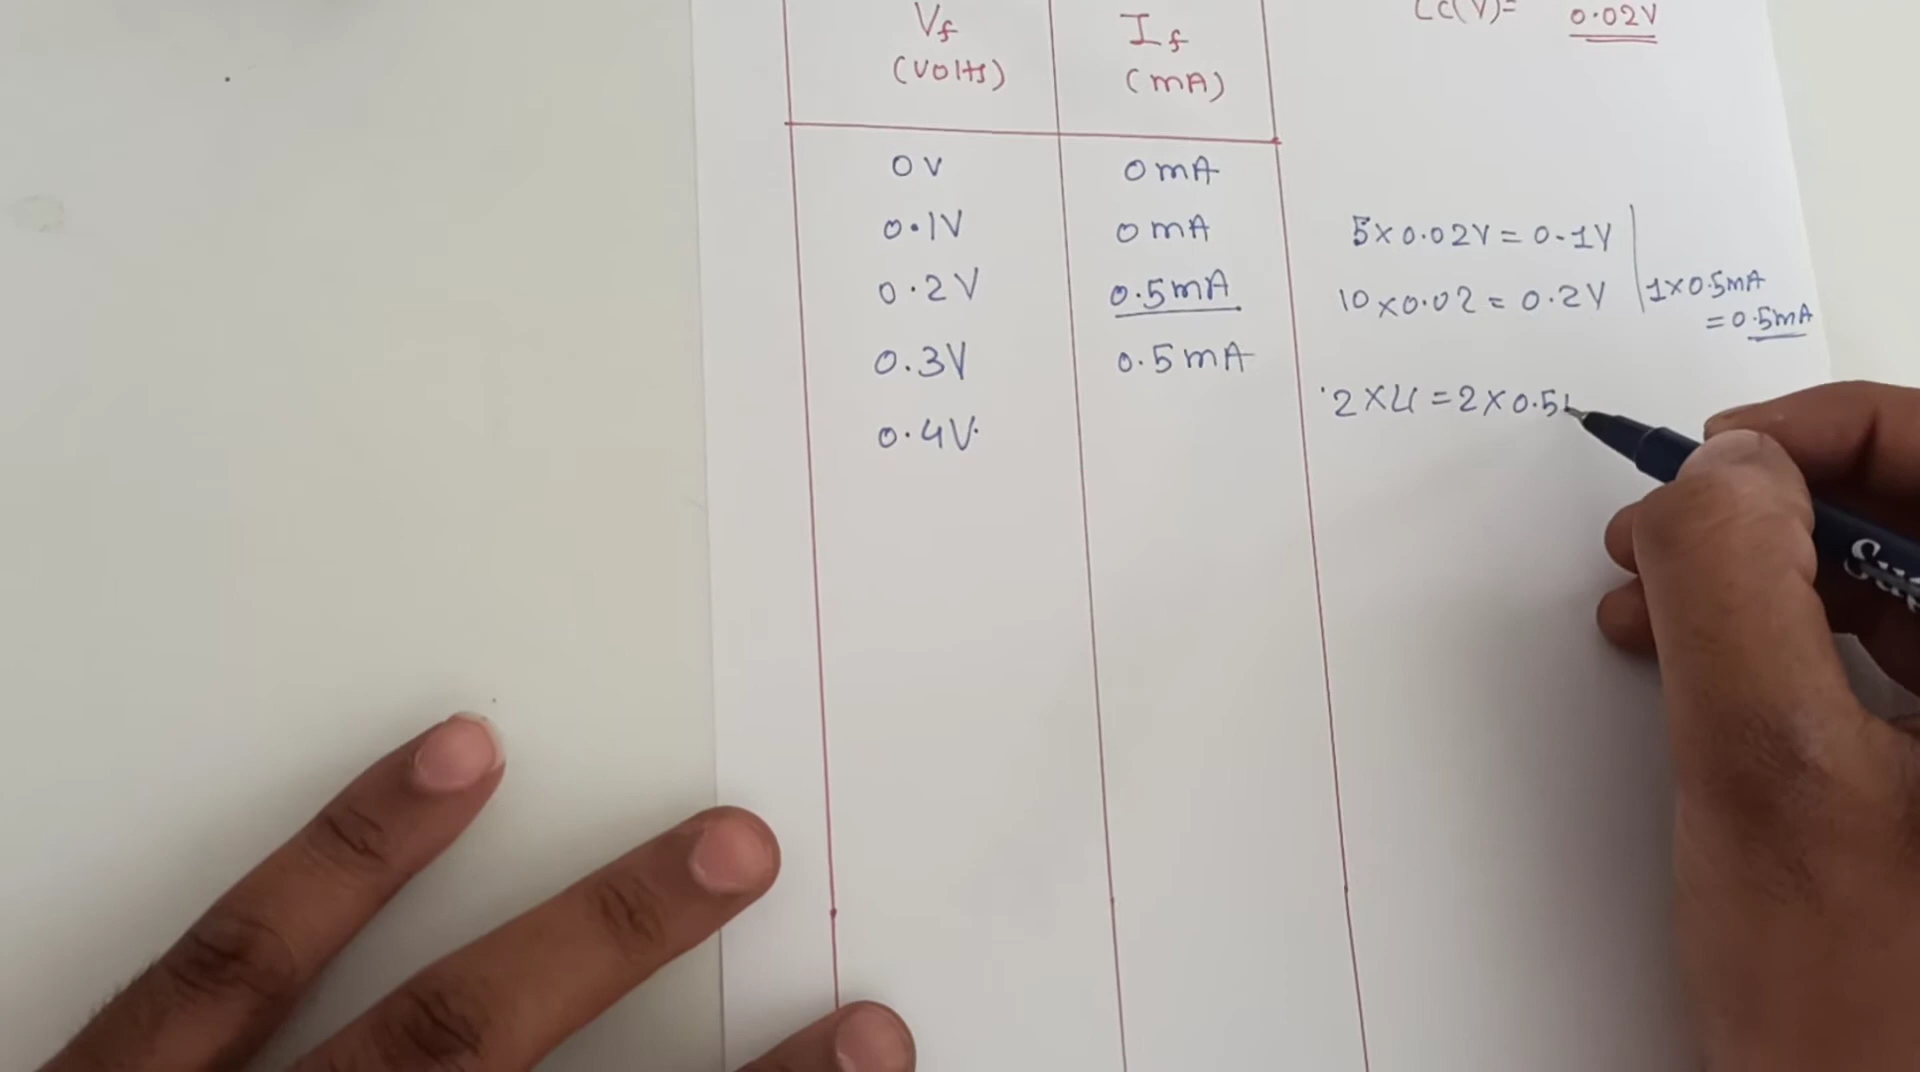 Vf If LC(V)= 0.02V
(volts) (mA)
0V 0mA
0.1V 0mA 5×0.02V = 0.1V
0.2V 0.5mA 10×0.02 = 0.2V 1×0.5mA
= 0.5mA
0.3V 0.5mA
2×LC = 2×0.5
0.4V